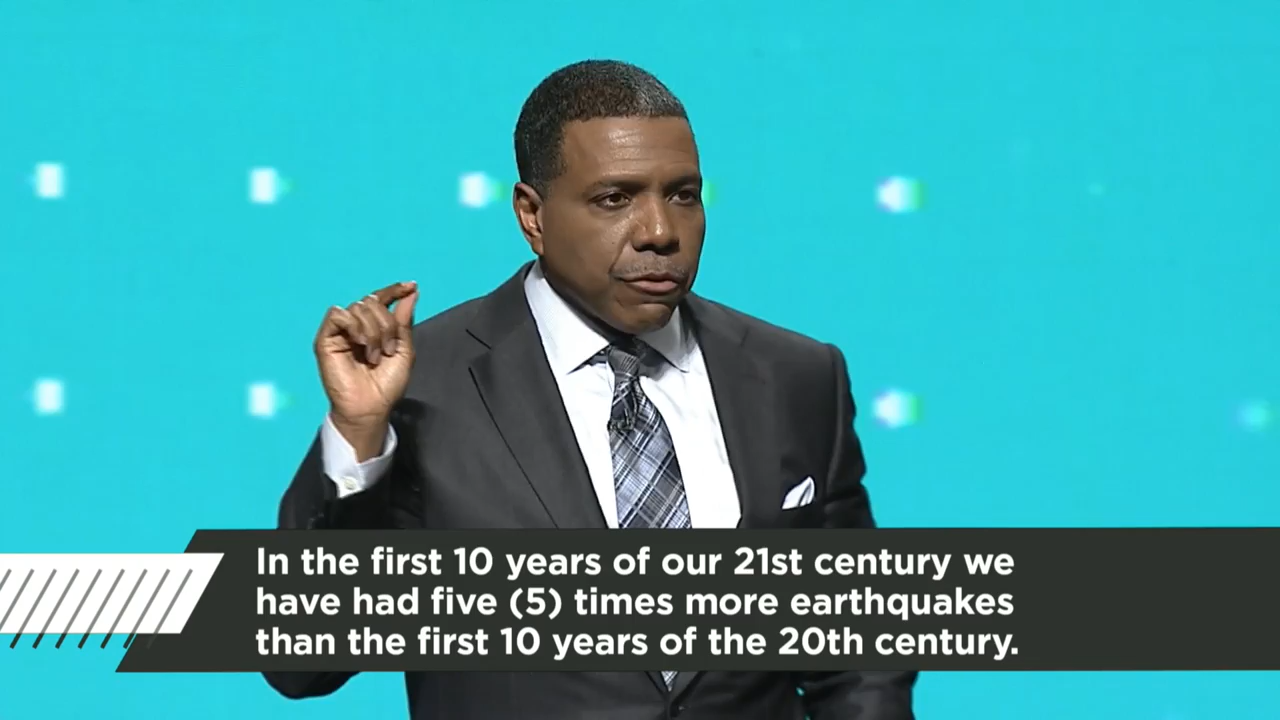 In the first 10 years of our 21st century we
have had five (5) times more earthquakes
than the first 10 years of the 20th century.